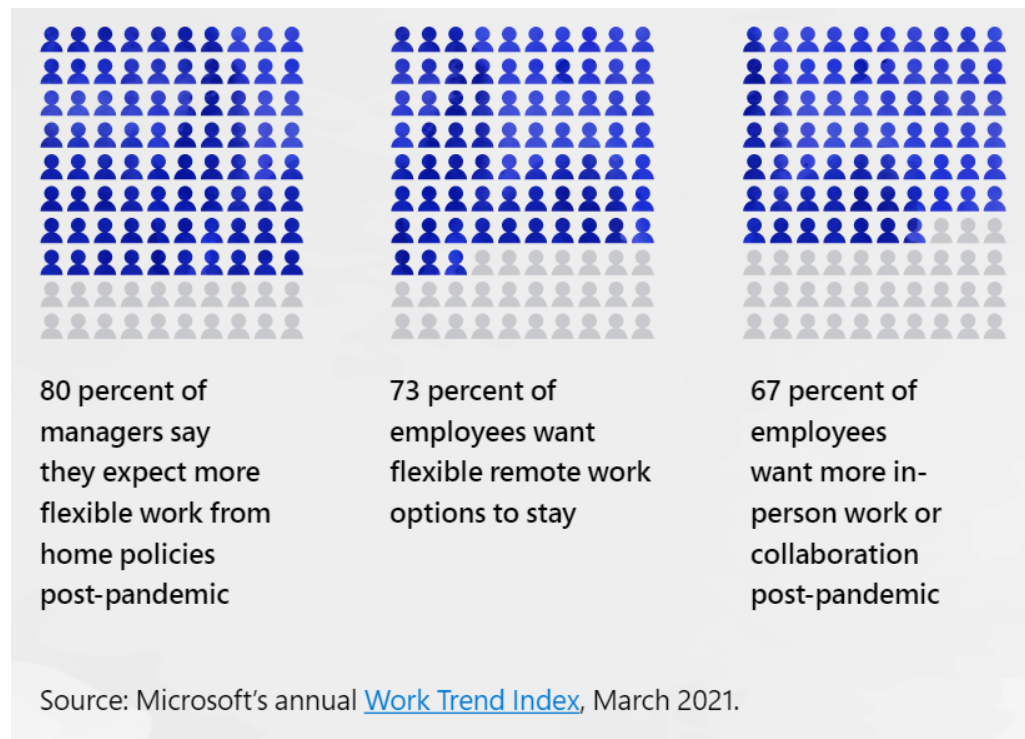 80 percent of
managers say
they expect more
flexible work from
home policies
post-pandemic
73 percent of
employees want
flexible remote work
options to stay
67 percent of
employees
want more in-
person work or
collaboration
post-pandemic
Source: Microsoft’s annual Work Trend Index, March 2021.